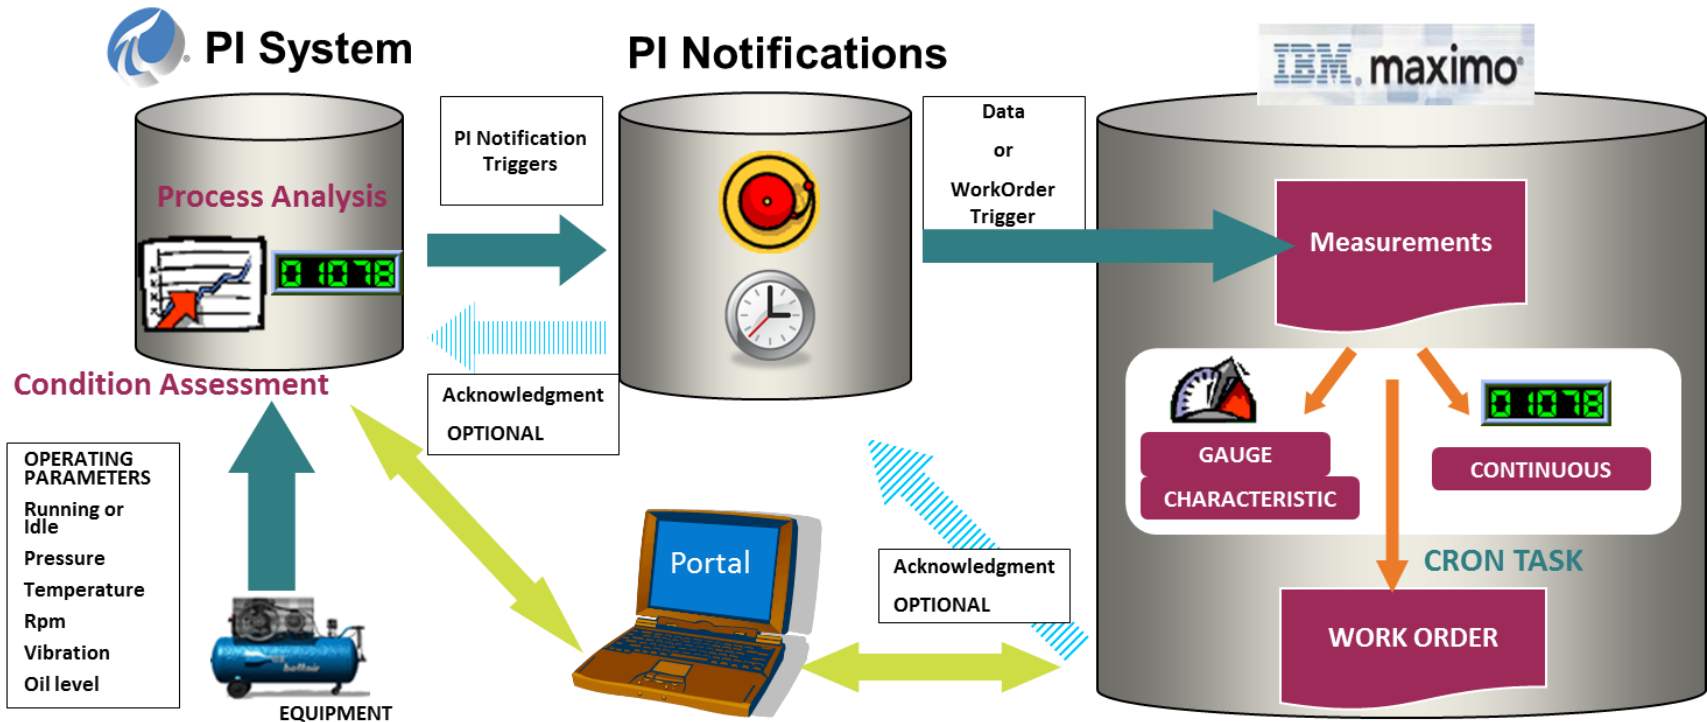 PI System
PI Notifications
IBM. maximo
PI Notification
Triggers
Data
or
WorkOrder
Trigger
Process Analysis
01078
Measurements
Condition Assessment
Acknowledgment
OPTIONAL
01078
GAUGE
CHARACTERISTIC
CONTINUOUS
OPERATING
PARAMETERS
Running or
Idle
Pressure
Temperature
Rpm
Vibration
Oil level
EQUIPMENT
Portal
Acknowledgment
OPTIONAL
CRON TASK
WORK ORDER